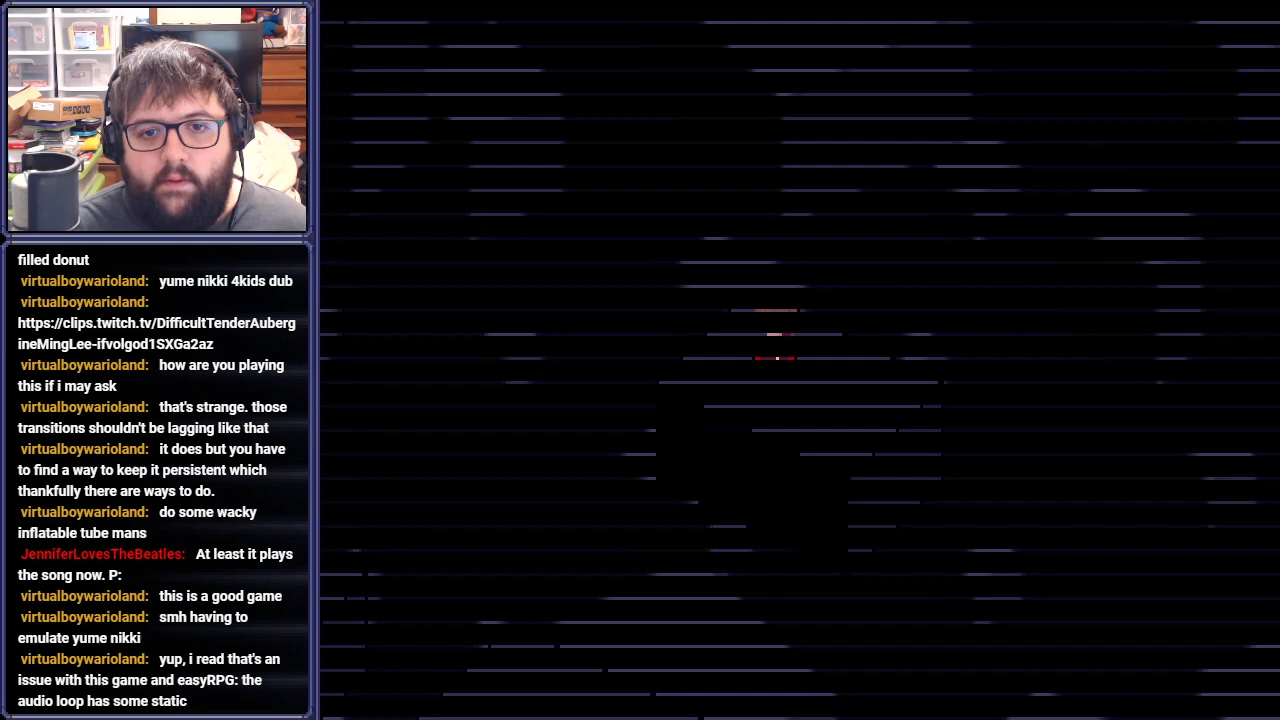 filled donut
virtualboywarioland: yume nikki 4kids dub
virtualboywarioland:
https://clips.twitch.tv/DifficultTenderAuberg
ineMingLee-ifvolgod1SXGa2az
virtualboywarioland: how are you playing
this if i may ask
virtualboywarioland: that's strange. those
transitions shouldn't be lagging like that
virtualboywarioland: it does but you have
to find a way to keep it persistent which
thankfully there are ways to do.
virtualboywarioland: do some wacky
inflatable tube mans
JenniferLovesTheBeatles: At least it plays
the song now. P:
virtualboywarioland: this is a good game
virtualboywarioland: smh having to
emulate yume nikki
virtualboywarioland: yup, i read that's an
issue with this game and easyRPG: the
audio loop has some static